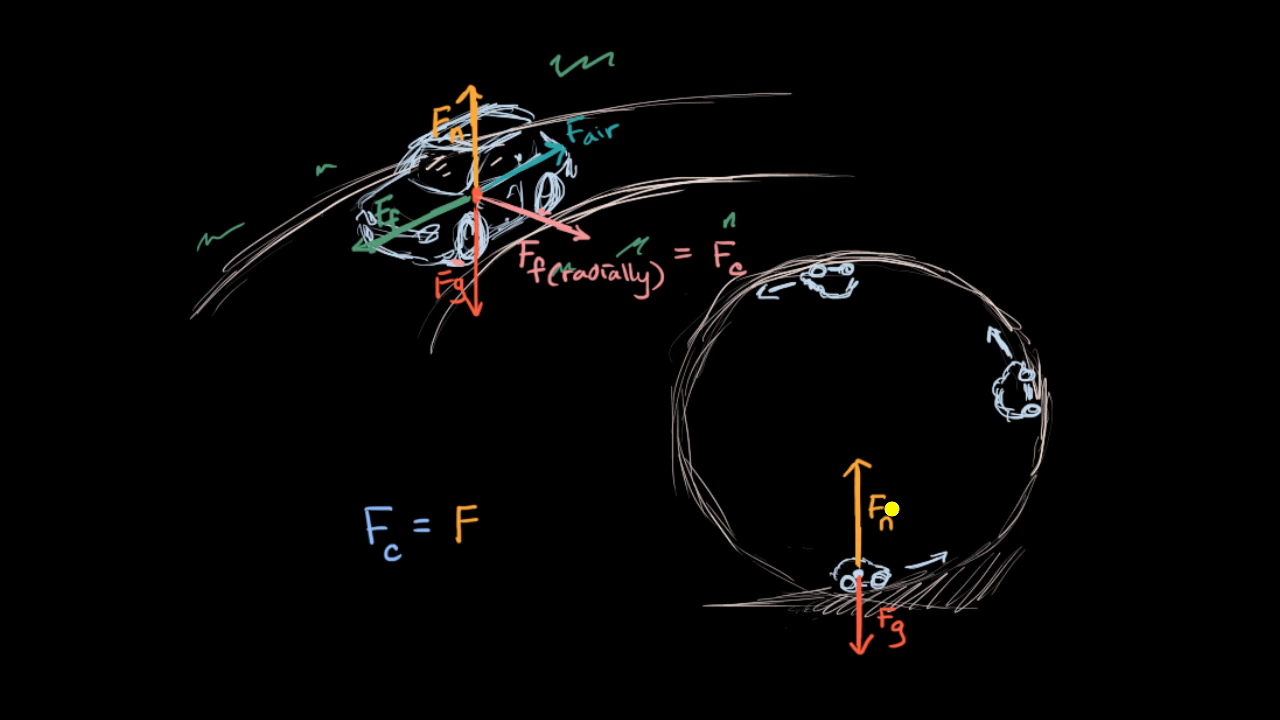 Fn
Fair
Ff
Fg
Ff(radially) = Fc
Fc = F
Fn
Fg